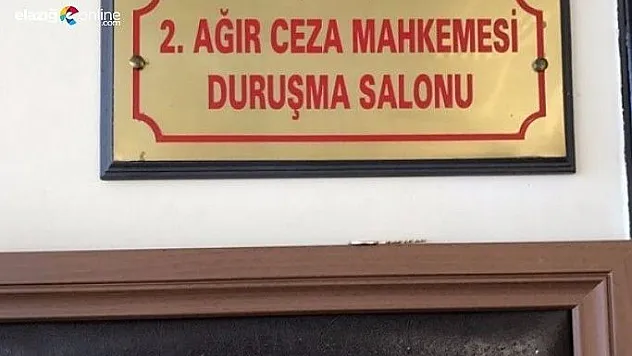 elazığonline.com
2. AĞIR CEZA MAHKEMESİ
DURUŞMA SALONU